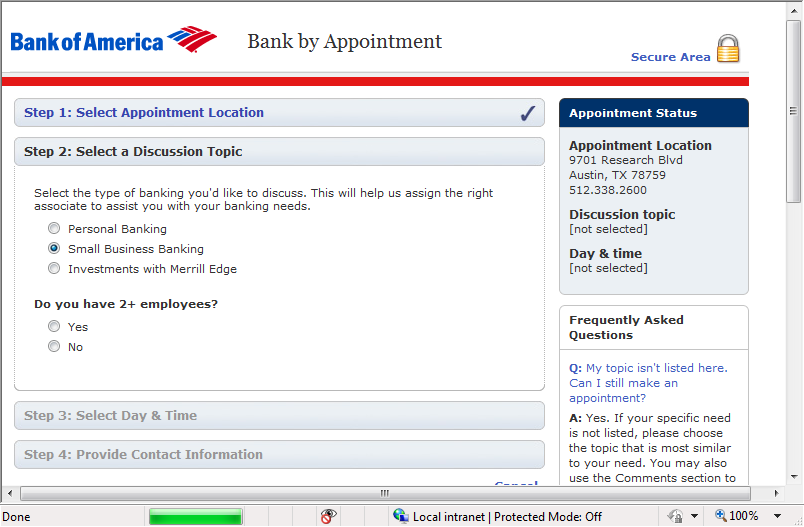 Bank of America
Bank by Appointment
Secure Area
Step 1: Select Appointment Location
Step 2: Select a Discussion Topic
Select the type of banking you'd like to discuss. This will help us assign the right
associate to assist you with your banking needs.
Personal Banking
Small Business Banking
Investments with Merrill Edge
Do you have 2+ employees?
Yes
No
Step 3: Select Day & Time
Step 4: Provide Contact Information
Cancel
Appointment Status
Appointment Location
9701 Research Blvd
Austin, TX 78759
512.338.2600
Discussion topic
[not selected]
Day & time
[not selected]
Frequently Asked
Questions
Q: My topic isn't listed here.
Can I still make an
appointment?
A: Yes. If your specific need
is not listed, please choose
the topic that is most similar
to your need. You may also
use the Comments section to
Done
Local intranet | Protected Mode: Off
100%